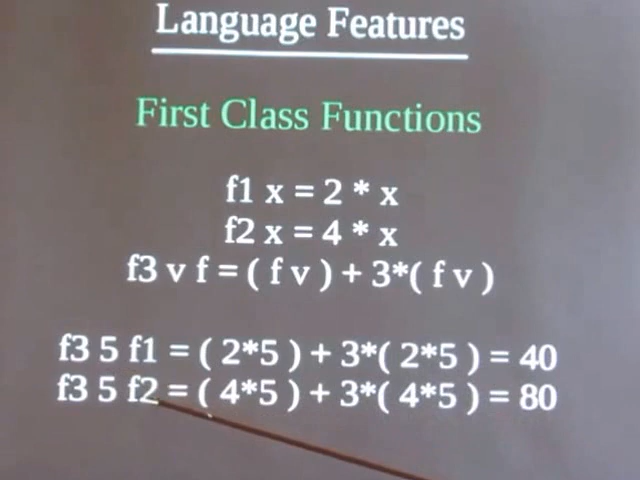 Language Features
First Class Functions
f1 x = 2 * x
f2 x = 4 * x
f3 v f = ( f v ) + 3*( f v )
f3 5 f1 = ( 2*5 ) + 3*( 2*5 ) = 40
f3 5 f2 = ( 4*5 ) + 3*( 4*5 ) = 80